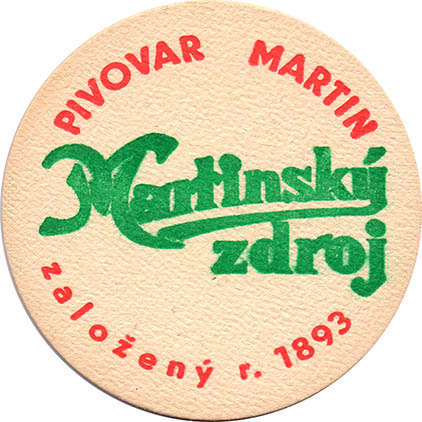 PIVOVAR MARTIN
Martinský
zdroj
založený r. 1893